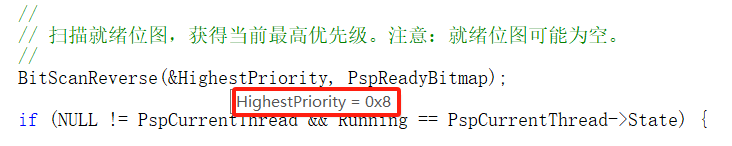 //
// 扫描就绪位图，获得当前最高优先级。注意：就绪位图可能为空。
//
BitScanReverse(&HighestPriority, PspReadyBitmap);
HighestPriority = 0x8
if (NULL != PspCurrentThread && Running == PspCurrentThread->State) {